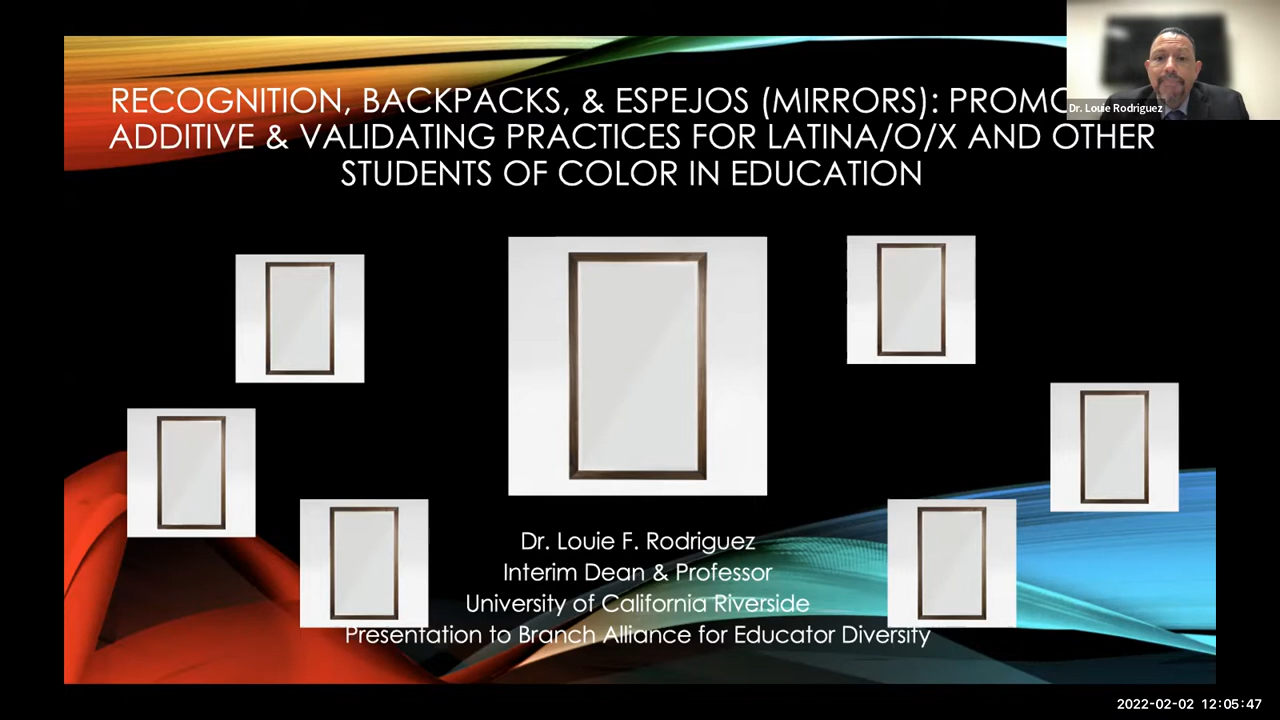 RECOGNITION, BACKPACKS, & ESPEJOS (MIRRORS):
ADDITIVE & VALIDATING PRACTICES FOR LATINA/O/X AND OTHER
STUDENTS OF COLOR IN EDUCATION
Dr. Louie Rodriguez
Dr. Louie F. Rodriguez
Interim Dean & Professor
University of California Riverside
Presentation to Branch Alliance for Educator Diversity
2022-02-02 12:05:47